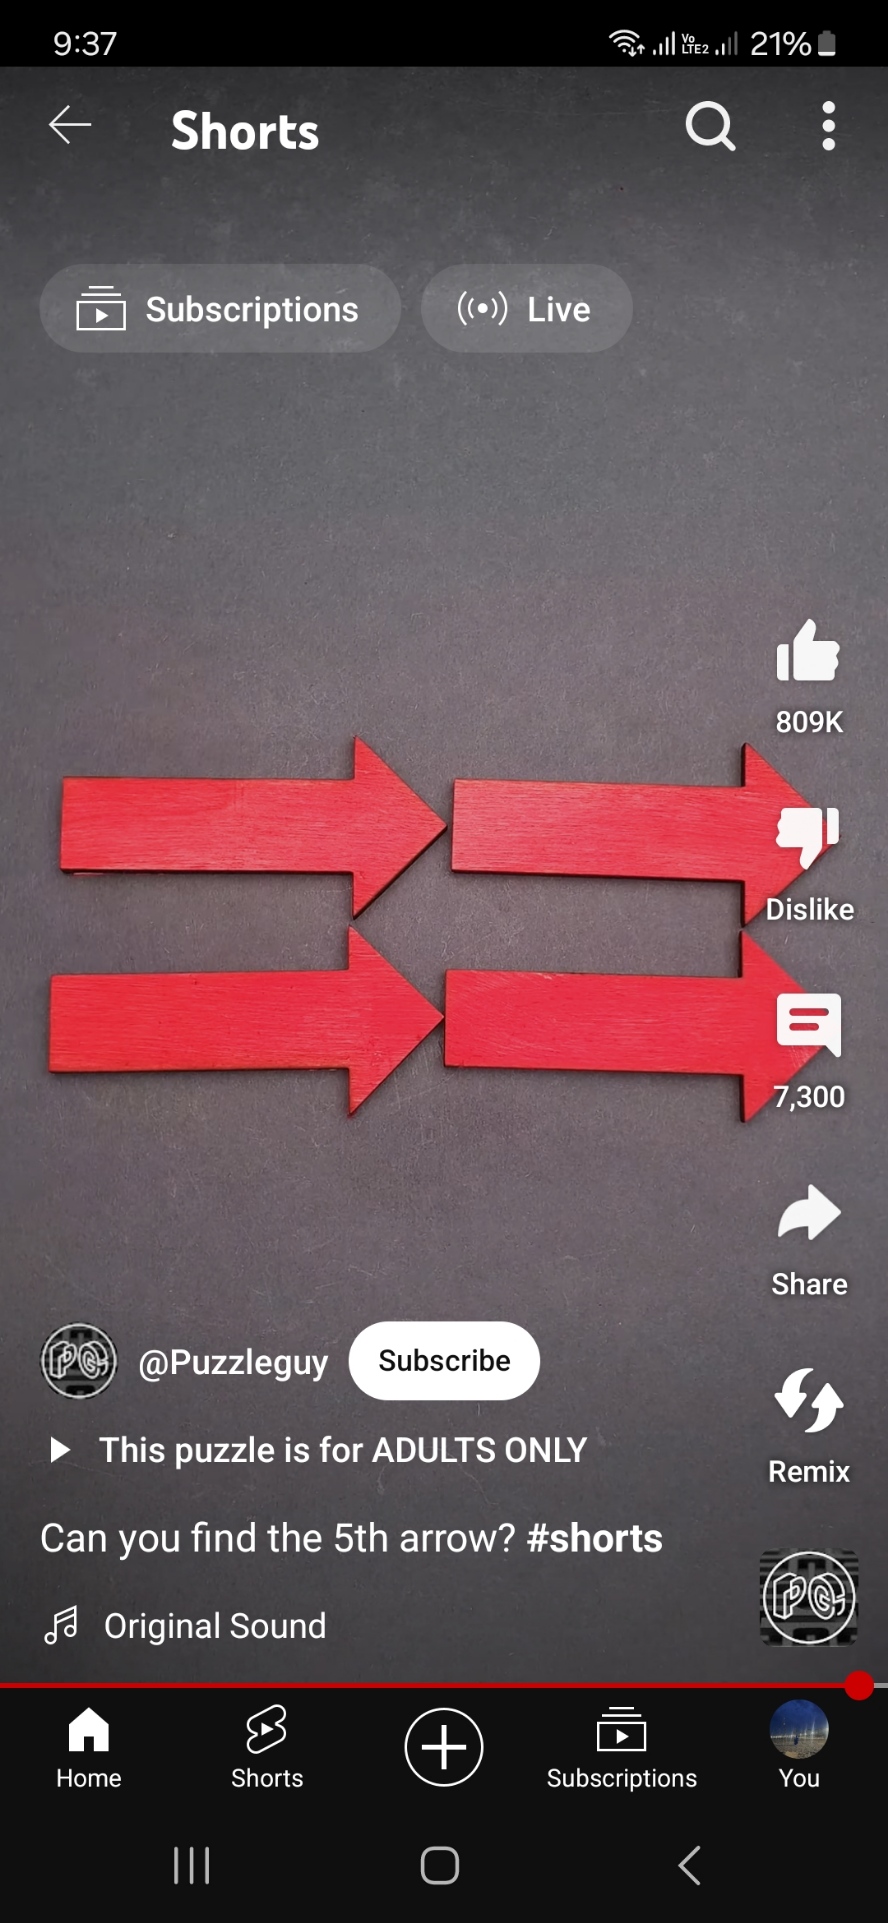 9:37 Vo LTE2 21%
Shorts
Subscriptions Live
809K
Dislike
7,300
Share
@Puzzleguy Subscribe
This puzzle is for ADULTS ONLY
Remix
Can you find the 5th arrow? #shorts
PG
Original Sound
Home Shorts Subscriptions You